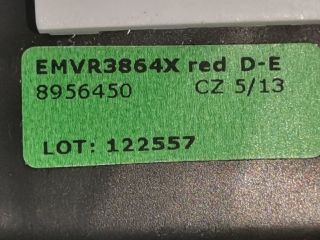 EMVR3864X red D-E
8956450 CZ 5/13
LOT: 122557